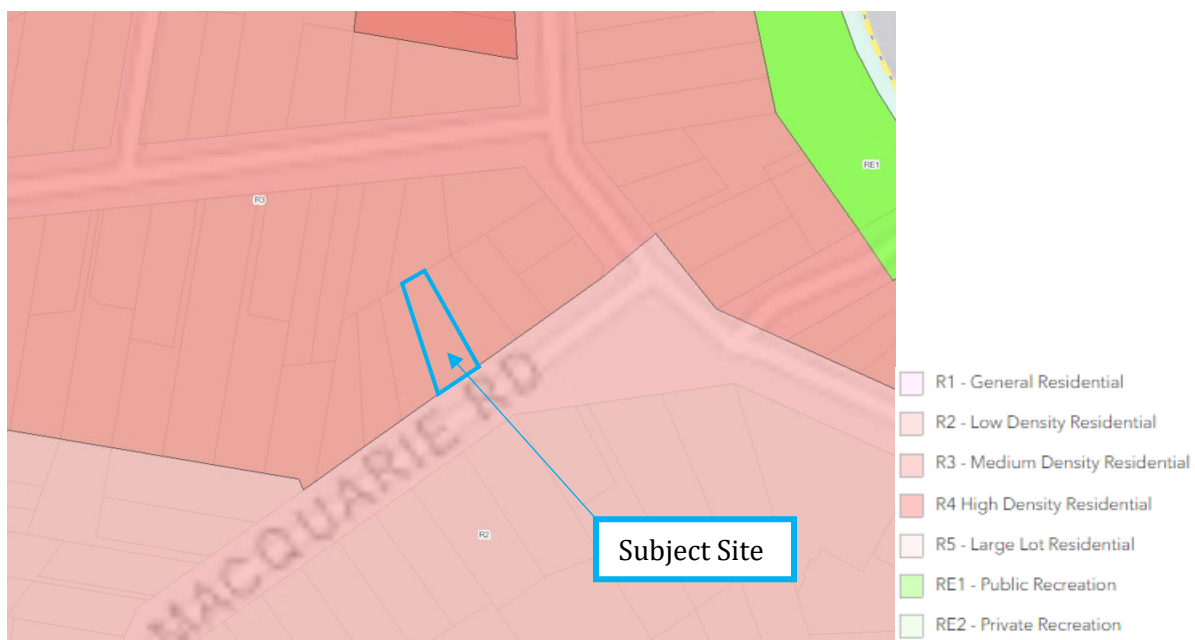 RE1
R3
MACQUARIE RD
R2
Subject Site
R1 - General Residential
R2 - Low Density Residential
R3 - Medium Density Residential
R4 High Density Residential
R5 - Large Lot Residential
RE1 - Public Recreation
RE2 - Private Recreation